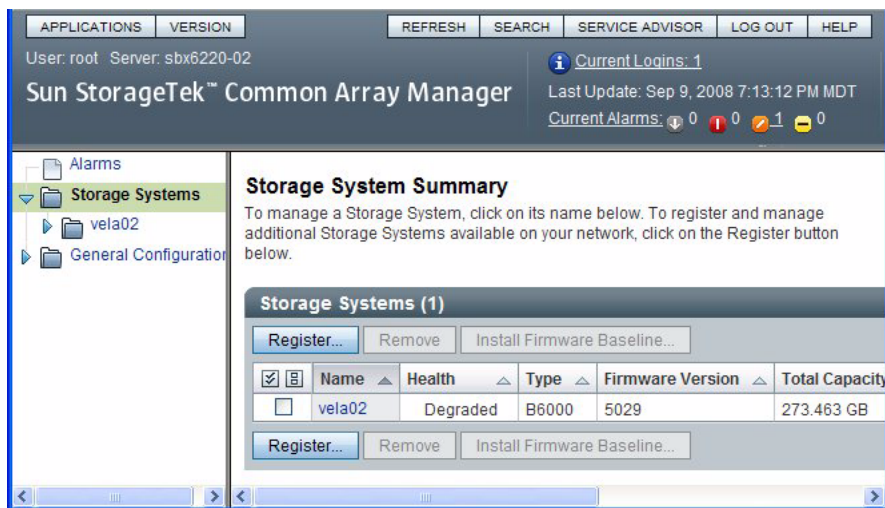 APPLICATIONS VERSION REFRESH SEARCH SERVICE ADVISOR LOG OUT HELP
User: root Server: sbx6220-02
Current Logins: 1
Sun StorageTek™ Common Array Manager
Last Update: Sep 9, 2008 7:13:12 PM MDT
Current Alarms: 0 0 1 0
Alarms
Storage Systems
vela02
General Configuration
Storage System Summary
To manage a Storage System, click on its name below. To register and manage
additional Storage Systems available on your network, click on the Register button
below.
Storage Systems (1)
Register... Remove Install Firmware Baseline...
Name Health Type Firmware Version Total Capacity
vela02 Degraded B6000 5029 273.463 GB
Register... Remove Install Firmware Baseline...